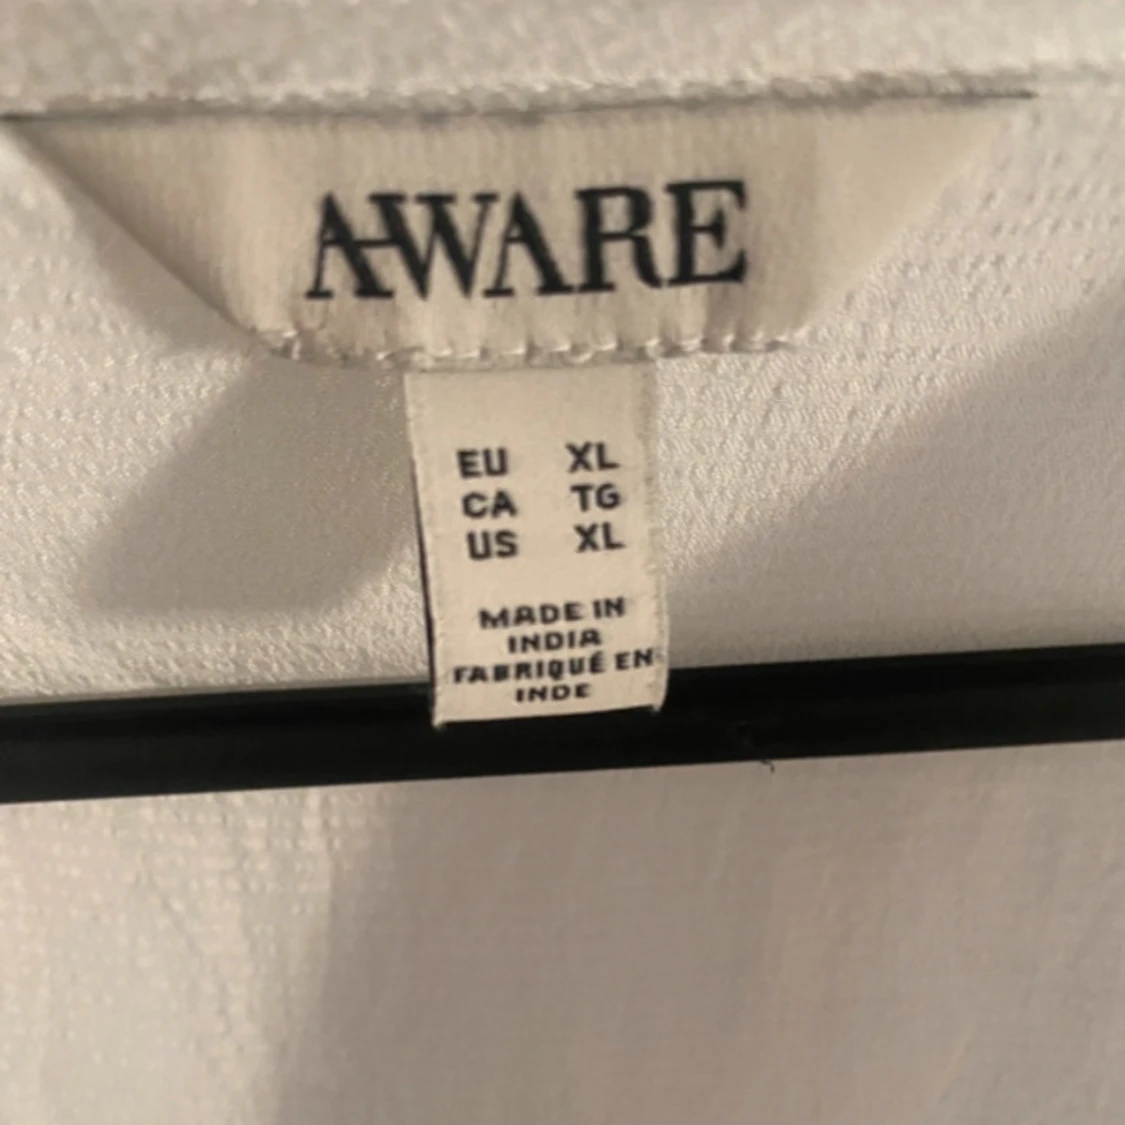 AWARE
EU XL
CA TG
US XL
MADE IN
INDIA
FABRIQUÉ EN
INDE